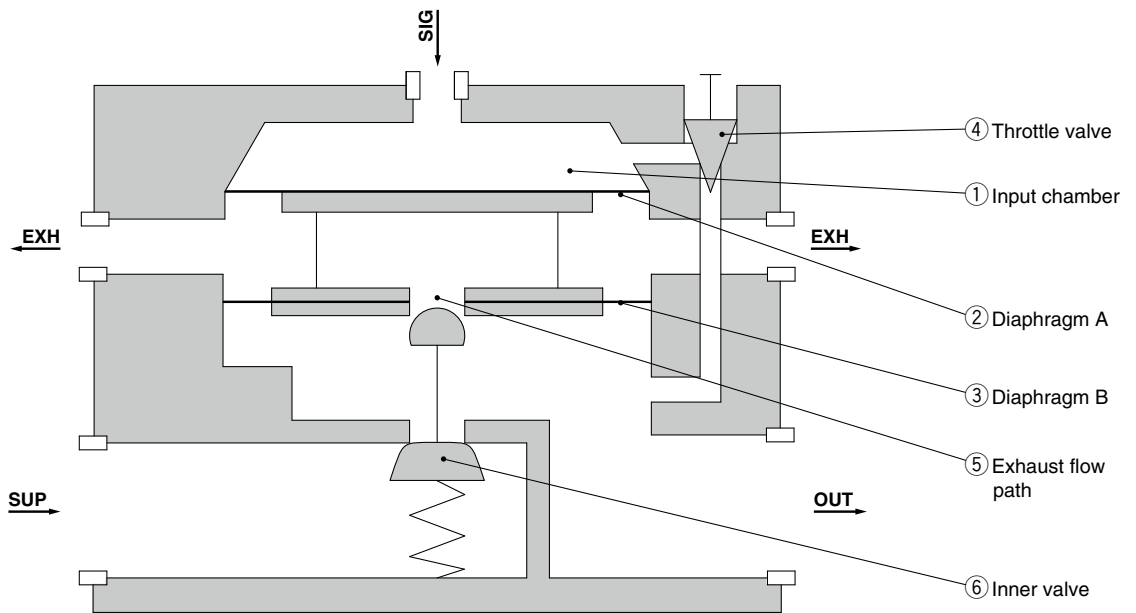 SIG
④ Throttle valve
① Input chamber
EXH
EXH
② Diaphragm A
③ Diaphragm B
⑤ Exhaust flow
path
SUP
OUT
⑥ Inner valve